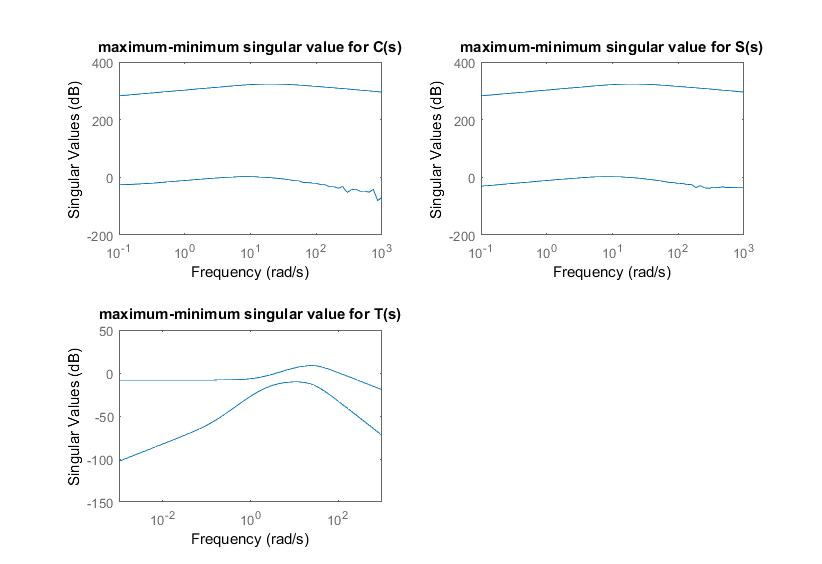 maximum-minimum singular value for C(s)
400
200
0
-200
Singular Values (dB)
10^-1
10^0
10^1
10^2
10^3
Frequency (rad/s)
maximum-minimum singular value for S(s)
400
200
0
-200
Singular Values (dB)
10^-1
10^0
10^1
10^2
10^3
Frequency (rad/s)
maximum-minimum singular value for T(s)
50
0
-50
-100
-150
Singular Values (dB)
10^-2
10^0
10^2
Frequency (rad/s)